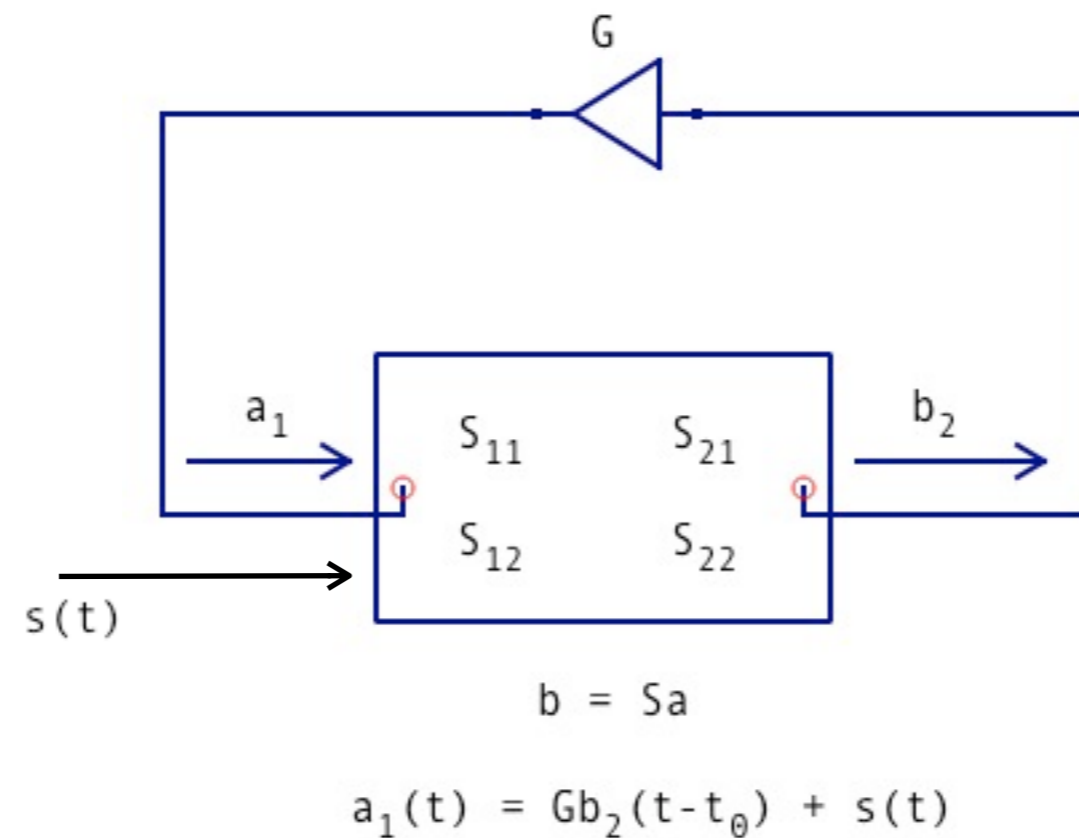 G
a₁
b₂
S₁₁ S₂₁
S₁₂ S₂₂
s(t)
b = Sa
a₁(t) = Gb₂(t-t₀) + s(t)